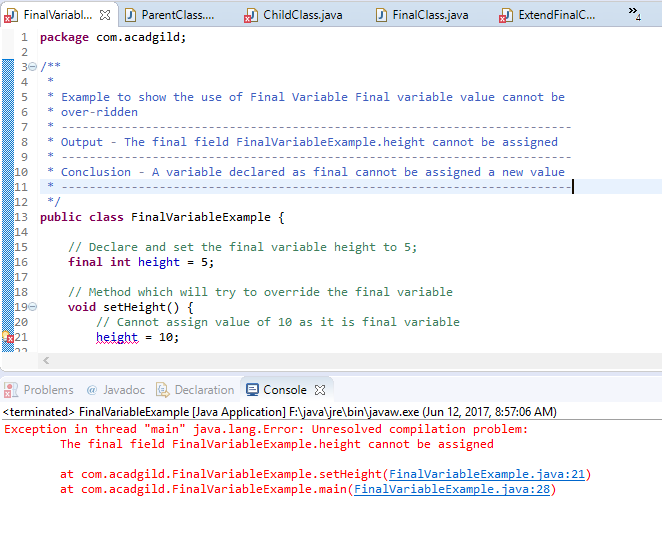 FinalVariabl... ParentClass.... ChildClass.java FinalClass.java ExtendFinalC... »4
1 package com.acadgild;
2
3 /**
4  *
5  * Example to show the use of Final Variable Final variable value cannot be
6  * over-ridden
7  * -------------------------------------------------------------------------
8  * Output - The final field FinalVariableExample.height cannot be assigned
9  * -------------------------------------------------------------------------
10  * Conclusion - A variable declared as final cannot be assigned a new value
11  * -------------------------------------------------------------------------
12  */
13 public class FinalVariableExample {
14
15     // Declare and set the final variable height to 5;
16     final int height = 5;
17
18     // Method which will try to override the final variable
19     void setHeight() {
20         // Cannot assign value of 10 as it is final variable
21         height = 10;
Problems @ Javadoc Declaration Console
<terminated> FinalVariableExample [Java Application] F:\java\jre\bin\javaw.exe (Jun 12, 2017, 8:57:06 AM)
Exception in thread "main" java.lang.Error: Unresolved compilation problem:
        The final field FinalVariableExample.height cannot be assigned

        at com.acadgild.FinalVariableExample.setHeight(FinalVariableExample.java:21)
        at com.acadgild.FinalVariableExample.main(FinalVariableExample.java:28)